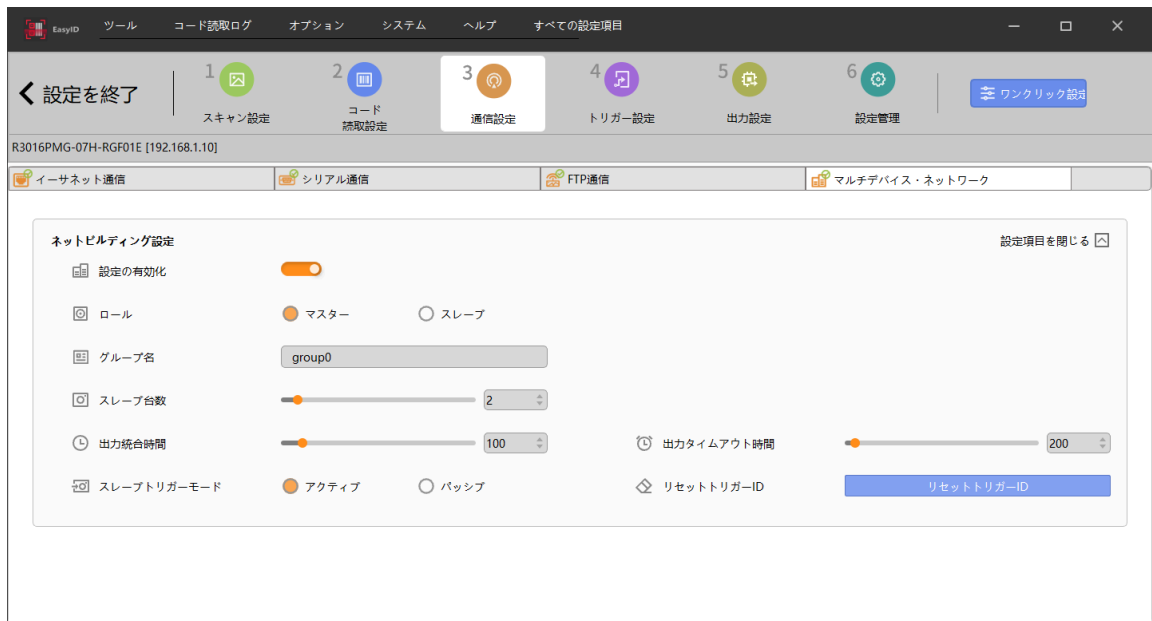 EasyID ツール コード読取ログ オプション システム ヘルプ すべての設定項目
設定を終了
1 スキャン設定
2 コード
読取設定
3 通信設定
4 トリガー設定
5 出力設定
6 設定管理
ワンクリック設定
R3016PMG-07H-RGF01E [192.168.1.10]
イーサネット通信 シリアル通信 FTP通信 マルチデバイス・ネットワーク
ネットビルディング設定 設定項目を閉じる
設定の有効化
ロール マスター スレーブ
グループ名 group0
スレーブ台数 2
出力統合時間 100 出力タイムアウト時間 200
スレーブトリガーモード アクティブ パッシブ リセットトリガーID リセットトリガーID